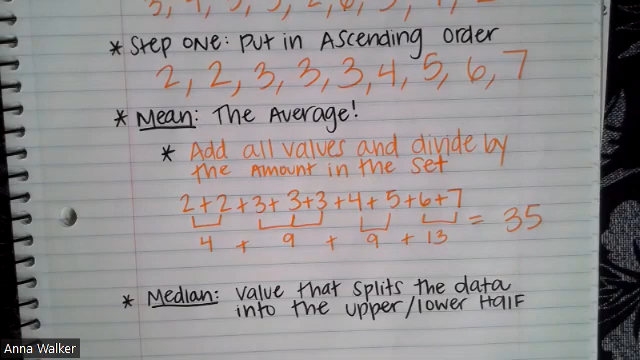 * Step one: Put in Ascending order
2, 2, 3, 3, 3, 4, 5, 6, 7
* Mean: The Average!
* Add all values and divide by
the amount in the set
2+2+3+3+3+4+5+6+7 = 35
4 + 9 + 9 + 13
* Median: Value that splits the data
into the upper/lower Half
Anna Walker